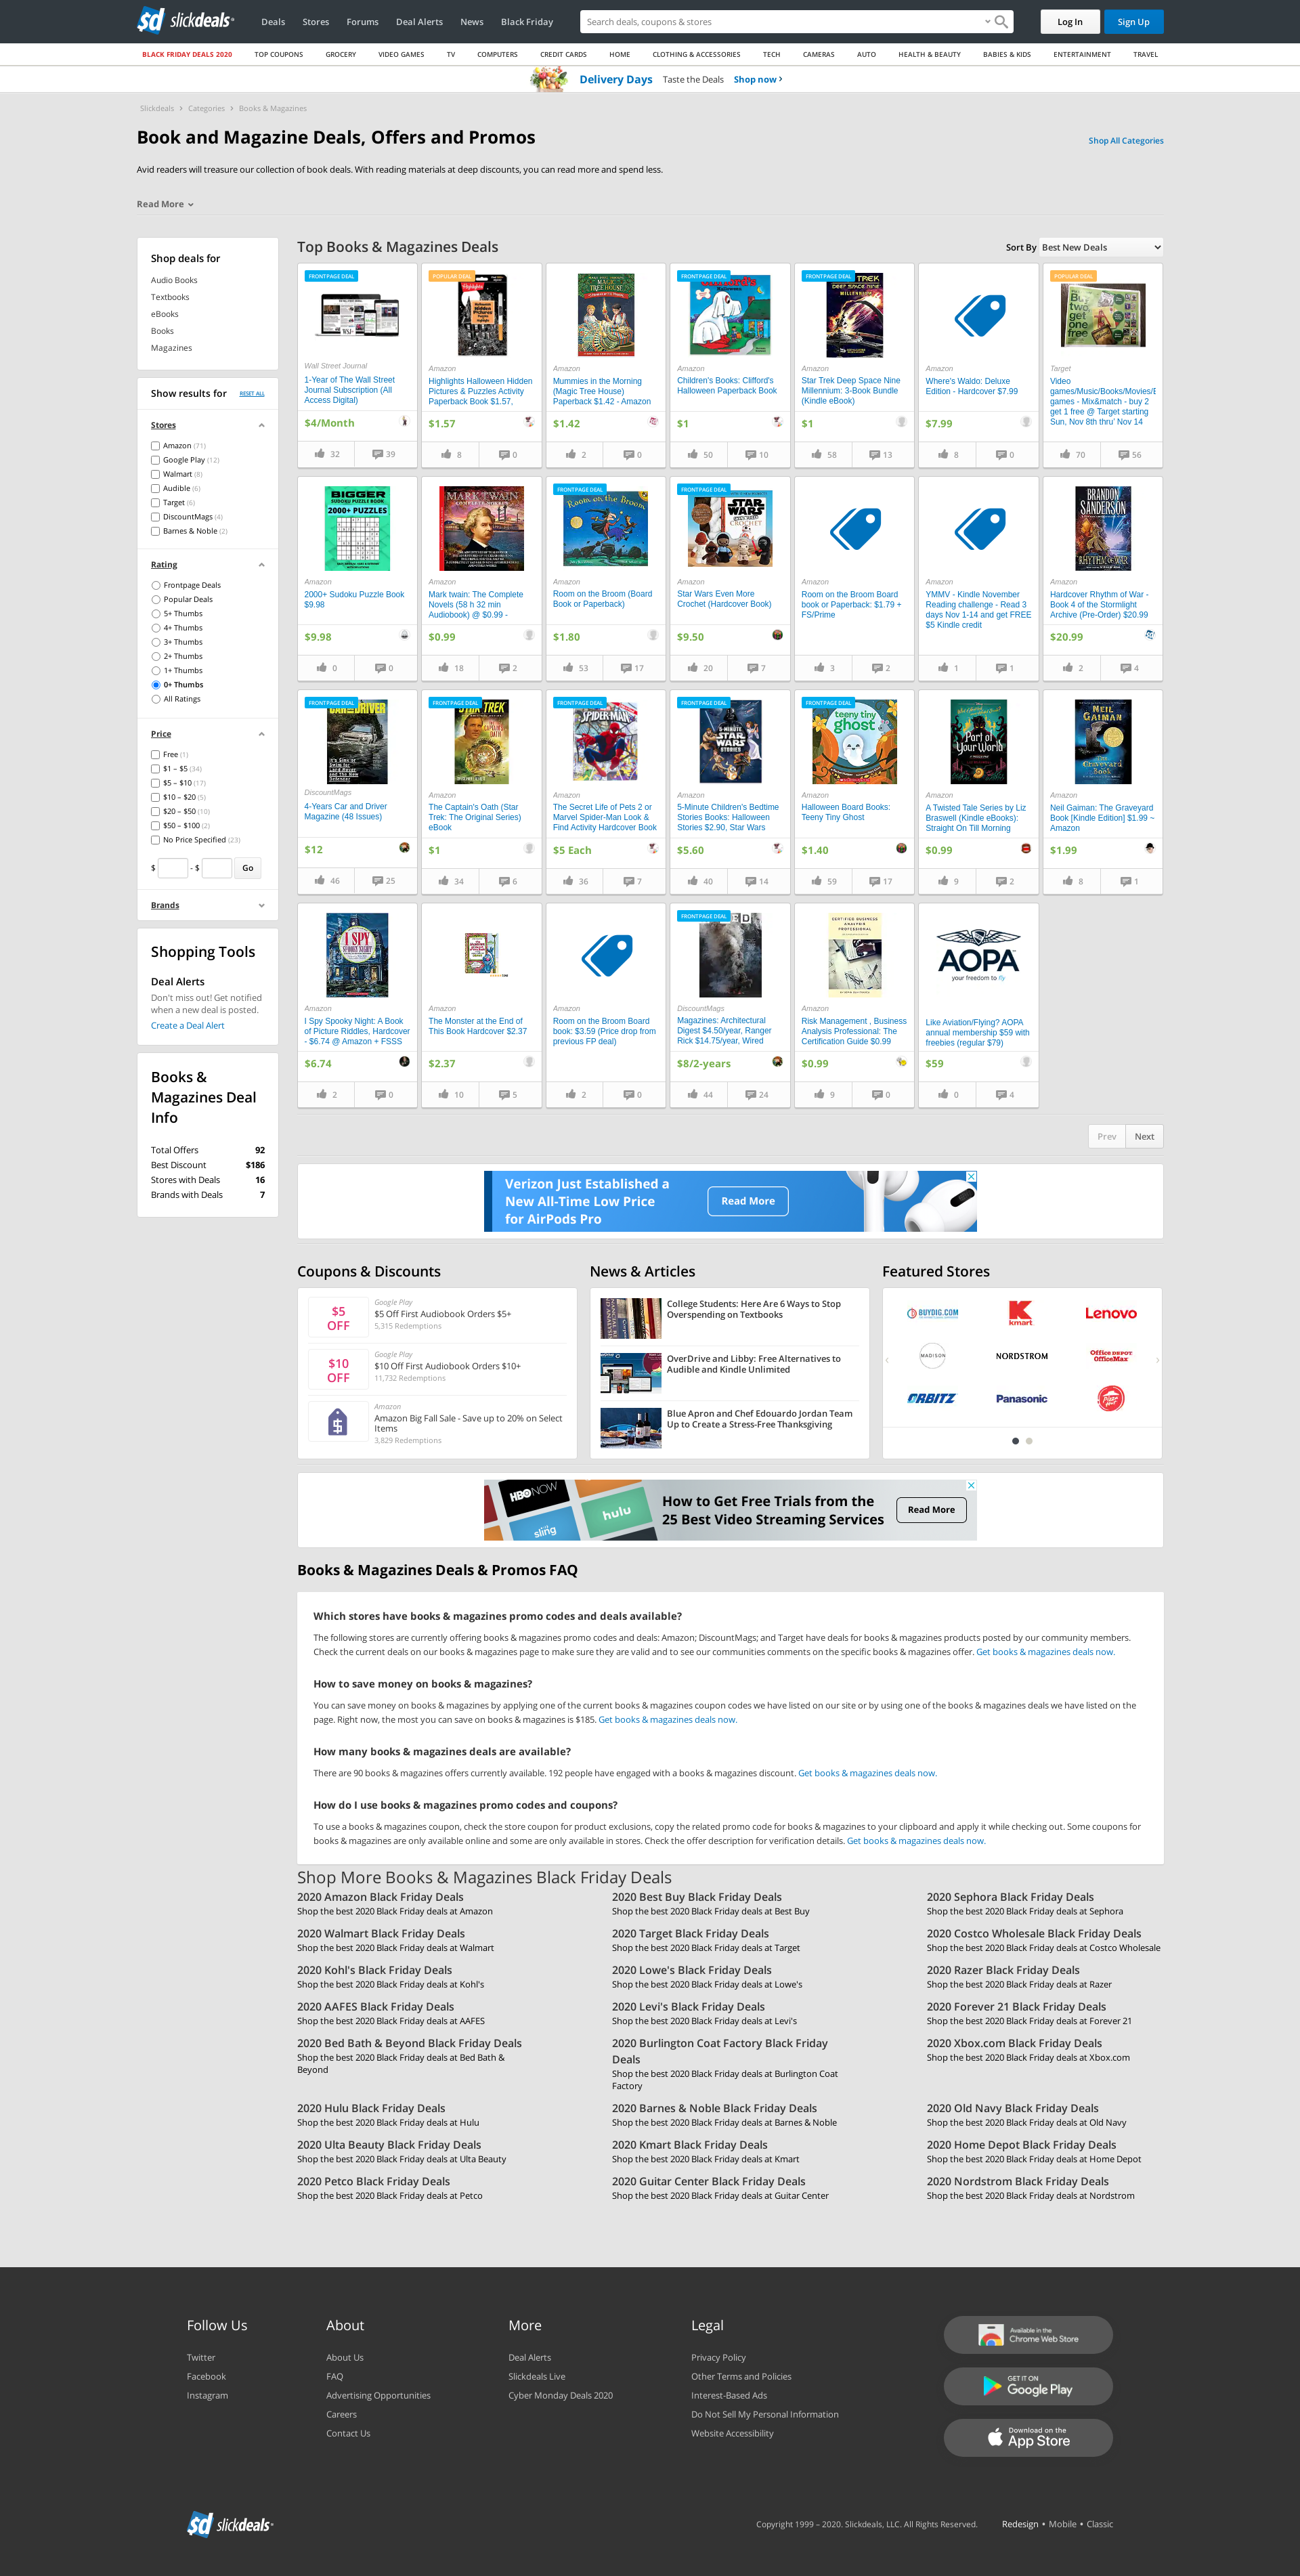 sd slickdeals
Deals Stores Forums Deal Alerts News Black Friday
Search deals, coupons & stores
Log In
Sign Up
BLACK FRIDAY DEALS 2020 TOP COUPONS GROCERY VIDEO GAMES TV COMPUTERS CREDIT CARDS HOME CLOTHING & ACCESSORIES TECH CAMERAS AUTO HEALTH & BEAUTY BABIES & KIDS ENTERTAINMENT TRAVEL
Delivery Days Taste the Deals Shop now
Slickdeals > Categories > Books & Magazines
Book and Magazine Deals, Offers and Promos
Shop All Categories
Avid readers will treasure our collection of book deals. With reading materials at deep discounts, you can read more and spend less.
Read More
Shop deals for
Audio Books
Textbooks
eBooks
Books
Magazines
Show results for RESET ALL
Stores
Amazon (71)
Google Play (12)
Walmart (8)
Audible (6)
Target (6)
DiscountMags (4)
Barnes & Noble (2)
Rating
Frontpage Deals
Popular Deals
5+ Thumbs
4+ Thumbs
3+ Thumbs
2+ Thumbs
1+ Thumbs
0+ Thumbs
All Ratings
Price
Free (1)
$1 – $5 (34)
$5 – $10 (17)
$10 – $20 (5)
$20 – $50 (10)
$50 – $100 (2)
No Price Specified (23)
$ - $ Go
Brands
Shopping Tools
Deal Alerts
Don't miss out! Get notified
when a new deal is posted.
Create a Deal Alert
Books &
Magazines Deal
Info
Total Offers 92
Best Discount $186
Stores with Deals 16
Brands with Deals 7
Top Books & Magazines Deals
Sort By Best New Deals
FRONTPAGE DEAL
Wall Street Journal
1-Year of The Wall Street
Journal Subscription (All
Access Digital)
$4/Month
32 39
POPULAR DEAL
Amazon
Highlights Halloween Hidden
Pictures & Puzzles Activity
Paperback Book $1.57,
$1.57
8 0
Amazon
Mummies in the Morning
(Magic Tree House)
Paperback $1.42 - Amazon
$1.42
2 0
FRONTPAGE DEAL
Amazon
Children's Books: Clifford's
Halloween Paperback Book
$1
50 10
FRONTPAGE DEAL
Amazon
Star Trek Deep Space Nine
Millennium: 3-Book Bundle
(Kindle eBook)
$1
58 13
Amazon
Where's Waldo: Deluxe
Edition - Hardcover $7.99
$7.99
8 0
POPULAR DEAL
Buy two get one free
Target
Video
games/Music/Books/Movies/E
games - Mix&match - buy 2
get 1 free @ Target starting
Sun, Nov 8th thru' Nov 14
70 56
BIGGER
SUDOKU PUZZLE BOOK
2000+ PUZZLES
Amazon
2000+ Sudoku Puzzle Book
$9.98
$9.98
0 0
MARK TWAIN
Amazon
Mark twain: The Complete
Novels (58 h 32 min
Audiobook) @ $0.99 -
$0.99
18 2
FRONTPAGE DEAL
Room on the Broom
Amazon
Room on the Broom (Board
Book or Paperback)
$1.80
53 17
FRONTPAGE DEAL
STAR WARS
CROCHET
Amazon
Star Wars Even More
Crochet (Hardcover Book)
$9.50
20 7
Amazon
Room on the Broom Board
book or Paperback: $1.79 +
FS/Prime
3 2
Amazon
YMMV - Kindle November
Reading challenge - Read 3
days Nov 1-14 and get FREE
$5 Kindle credit
1 1
BRANDON
SANDERSON
RHYTHM OF WAR
Amazon
Hardcover Rhythm of War -
Book 4 of the Stormlight
Archive (Pre-Order) $20.99
$20.99
2 4
FRONTPAGE DEAL
DiscountMags
4-Years Car and Driver
Magazine (48 Issues)
$12
46 25
FRONTPAGE DEAL
Amazon
The Captain's Oath (Star
Trek: The Original Series)
eBook
$1
34 6
FRONTPAGE DEAL
SPIDER-MAN
Amazon
The Secret Life of Pets 2 or
Marvel Spider-Man Look &
Find Activity Hardcover Book
$5 Each
36 7
FRONTPAGE DEAL
5-MINUTE
STAR WARS
STORIES
Amazon
5-Minute Children's Bedtime
Stories Books: Halloween
Stories $2.90, Star Wars
$5.60
40 14
FRONTPAGE DEAL
teeny tiny
ghost
Amazon
Halloween Board Books:
Teeny Tiny Ghost
$1.40
59 17
Part of
Your World
Amazon
A Twisted Tale Series by Liz
Braswell (Kindle eBooks):
Straight On Till Morning
$0.99
9 2
NEIL
GAIMAN
The
Graveyard
Book
Amazon
Neil Gaiman: The Graveyard
Book [Kindle Edition] $1.99 ~
Amazon
$1.99
8 1
I SPY
SPOOKY NIGHT
Amazon
I Spy Spooky Night: A Book
of Picture Riddles, Hardcover
- $6.74 @ Amazon + FSSS
$6.74
2 0
Amazon
The Monster at the End of
This Book Hardcover $2.37
$2.37
10 5
Amazon
Room on the Broom Board
book: $3.59 (Price drop from
previous FP deal)
2 0
FRONTPAGE DEAL
DiscountMags
Magazines: Architectural
Digest $4.50/year, Ranger
Rick $14.75/year, Wired
$8/2-years
44 24
CERTIFIED BUSINESS
ANALYSIS
PROFESSIONAL
Amazon
Risk Management , Business
Analysis Professional: The
Certification Guide $0.99
$0.99
9 0
AOPA
your freedom to fly
Like Aviation/Flying? AOPA
annual membership $59 with
freebies (regular $79)
$59
0 4
Prev Next
Verizon Just Established a
New All-Time Low Price
for AirPods Pro
Read More
Coupons & Discounts
$5
OFF
Google Play
$5 Off First Audiobook Orders $5+
5,315 Redemptions
$10
OFF
Google Play
$10 Off First Audiobook Orders $10+
11,732 Redemptions
Amazon
Amazon Big Fall Sale - Save up to 20% on Select
Items
3,829 Redemptions
News & Articles
College Students: Here Are 6 Ways to Stop
Overspending on Textbooks
OverDrive and Libby: Free Alternatives to
Audible and Kindle Unlimited
Blue Apron and Chef Edouardo Jordan Team
Up to Create a Stress-Free Thanksgiving
Featured Stores
BUYDIG.COM
kmart
Lenovo
MADISON
NORDSTROM
Office DEPOT
OfficeMax
ORBITZ
Panasonic
Pizza Hut
HBO NOW
sling
hulu
How to Get Free Trials from the
25 Best Video Streaming Services
Read More
Books & Magazines Deals & Promos FAQ
Which stores have books & magazines promo codes and deals available?
The following stores are currently offering books & magazines promo codes and deals: Amazon; DiscountMags; and Target have deals for books & magazines products posted by our community members.
Check the current deals on our books & magazines page to make sure they are valid and to see our communities comments on the specific books & magazines offer. Get books & magazines deals now.
How to save money on books & magazines?
You can save money on books & magazines by applying one of the current books & magazines coupon codes we have listed on our site or by using one of the books & magazines deals we have listed on the
page. Right now, the most you can save on books & magazines is $185. Get books & magazines deals now.
How many books & magazines deals are available?
There are 90 books & magazines offers currently available. 192 people have engaged with a books & magazines discount. Get books & magazines deals now.
How do I use books & magazines promo codes and coupons?
To use a books & magazines coupon, check the store coupon for product exclusions, copy the related promo code for books & magazines to your clipboard and apply it while checking out. Some coupons for
books & magazines are only available online and some are only available in stores. Check the offer description for verification details. Get books & magazines deals now.
Shop More Books & Magazines Black Friday Deals
2020 Amazon Black Friday Deals
Shop the best 2020 Black Friday deals at Amazon
2020 Best Buy Black Friday Deals
Shop the best 2020 Black Friday deals at Best Buy
2020 Sephora Black Friday Deals
Shop the best 2020 Black Friday deals at Sephora
2020 Walmart Black Friday Deals
Shop the best 2020 Black Friday deals at Walmart
2020 Target Black Friday Deals
Shop the best 2020 Black Friday deals at Target
2020 Costco Wholesale Black Friday Deals
Shop the best 2020 Black Friday deals at Costco Wholesale
2020 Kohl's Black Friday Deals
Shop the best 2020 Black Friday deals at Kohl's
2020 Lowe's Black Friday Deals
Shop the best 2020 Black Friday deals at Lowe's
2020 Razer Black Friday Deals
Shop the best 2020 Black Friday deals at Razer
2020 AAFES Black Friday Deals
Shop the best 2020 Black Friday deals at AAFES
2020 Levi's Black Friday Deals
Shop the best 2020 Black Friday deals at Levi's
2020 Forever 21 Black Friday Deals
Shop the best 2020 Black Friday deals at Forever 21
2020 Bed Bath & Beyond Black Friday Deals
Shop the best 2020 Black Friday deals at Bed Bath &
Beyond
2020 Burlington Coat Factory Black Friday
Deals
Shop the best 2020 Black Friday deals at Burlington Coat
Factory
2020 Xbox.com Black Friday Deals
Shop the best 2020 Black Friday deals at Xbox.com
2020 Hulu Black Friday Deals
Shop the best 2020 Black Friday deals at Hulu
2020 Barnes & Noble Black Friday Deals
Shop the best 2020 Black Friday deals at Barnes & Noble
2020 Old Navy Black Friday Deals
Shop the best 2020 Black Friday deals at Old Navy
2020 Ulta Beauty Black Friday Deals
Shop the best 2020 Black Friday deals at Ulta Beauty
2020 Kmart Black Friday Deals
Shop the best 2020 Black Friday deals at Kmart
2020 Home Depot Black Friday Deals
Shop the best 2020 Black Friday deals at Home Depot
2020 Petco Black Friday Deals
Shop the best 2020 Black Friday deals at Petco
2020 Guitar Center Black Friday Deals
Shop the best 2020 Black Friday deals at Guitar Center
2020 Nordstrom Black Friday Deals
Shop the best 2020 Black Friday deals at Nordstrom
Follow Us
Twitter
Facebook
Instagram
About
About Us
FAQ
Advertising Opportunities
Careers
Contact Us
More
Deal Alerts
Slickdeals Live
Cyber Monday Deals 2020
Legal
Privacy Policy
Other Terms and Policies
Interest-Based Ads
Do Not Sell My Personal Information
Website Accessibility
Available in the
Chrome Web Store
GET IT ON
Google Play
Download on the
App Store
sd slickdeals
Copyright 1999 – 2020. Slickdeals, LLC. All Rights Reserved.
Redesign • Mobile • Classic